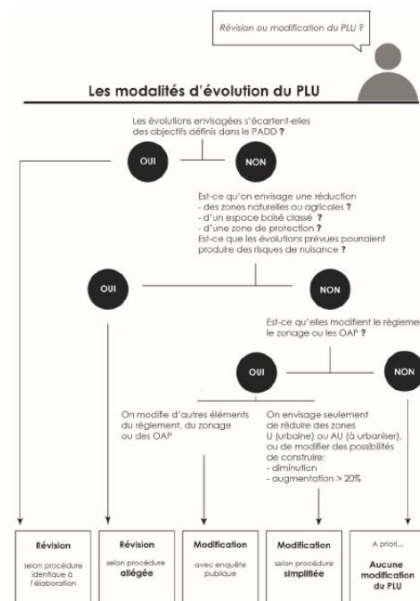 Révision ou modification du PLU ?
Les modalités d'évolution du PLU
Les évolutions envisagées s'écartent-elles
des objectifs définis dans le PADD ?
OUI
NON
Est-ce qu'on envisage une réduction
- des zones naturelles ou agricoles ?
- d'un espace boisé classé ?
- d'une zone de protection ?
Est-ce que les évolutions prévues pourraient
produire des risques de nuisance ?
OUI
NON
Est-ce qu'elles modifient le règleme
le zonage ou les OAP ?
OUI
NON
On modifie d'autres éléments
du règlement, du zonage
ou des OAP
On envisage seulement
de réduire des zones
U (urbaine) ou AU (à urbaniser),
ou de modifier des possibilités
de construire:
- diminution
- augmentation > 20%
Révision
selon procédure
identique à
l'élaboration
Révision
selon procédure
allégée
Modification
avec enquête
publique
Modification
selon procédure
simplifiée
A priori...
Aucune
modification
du PLU